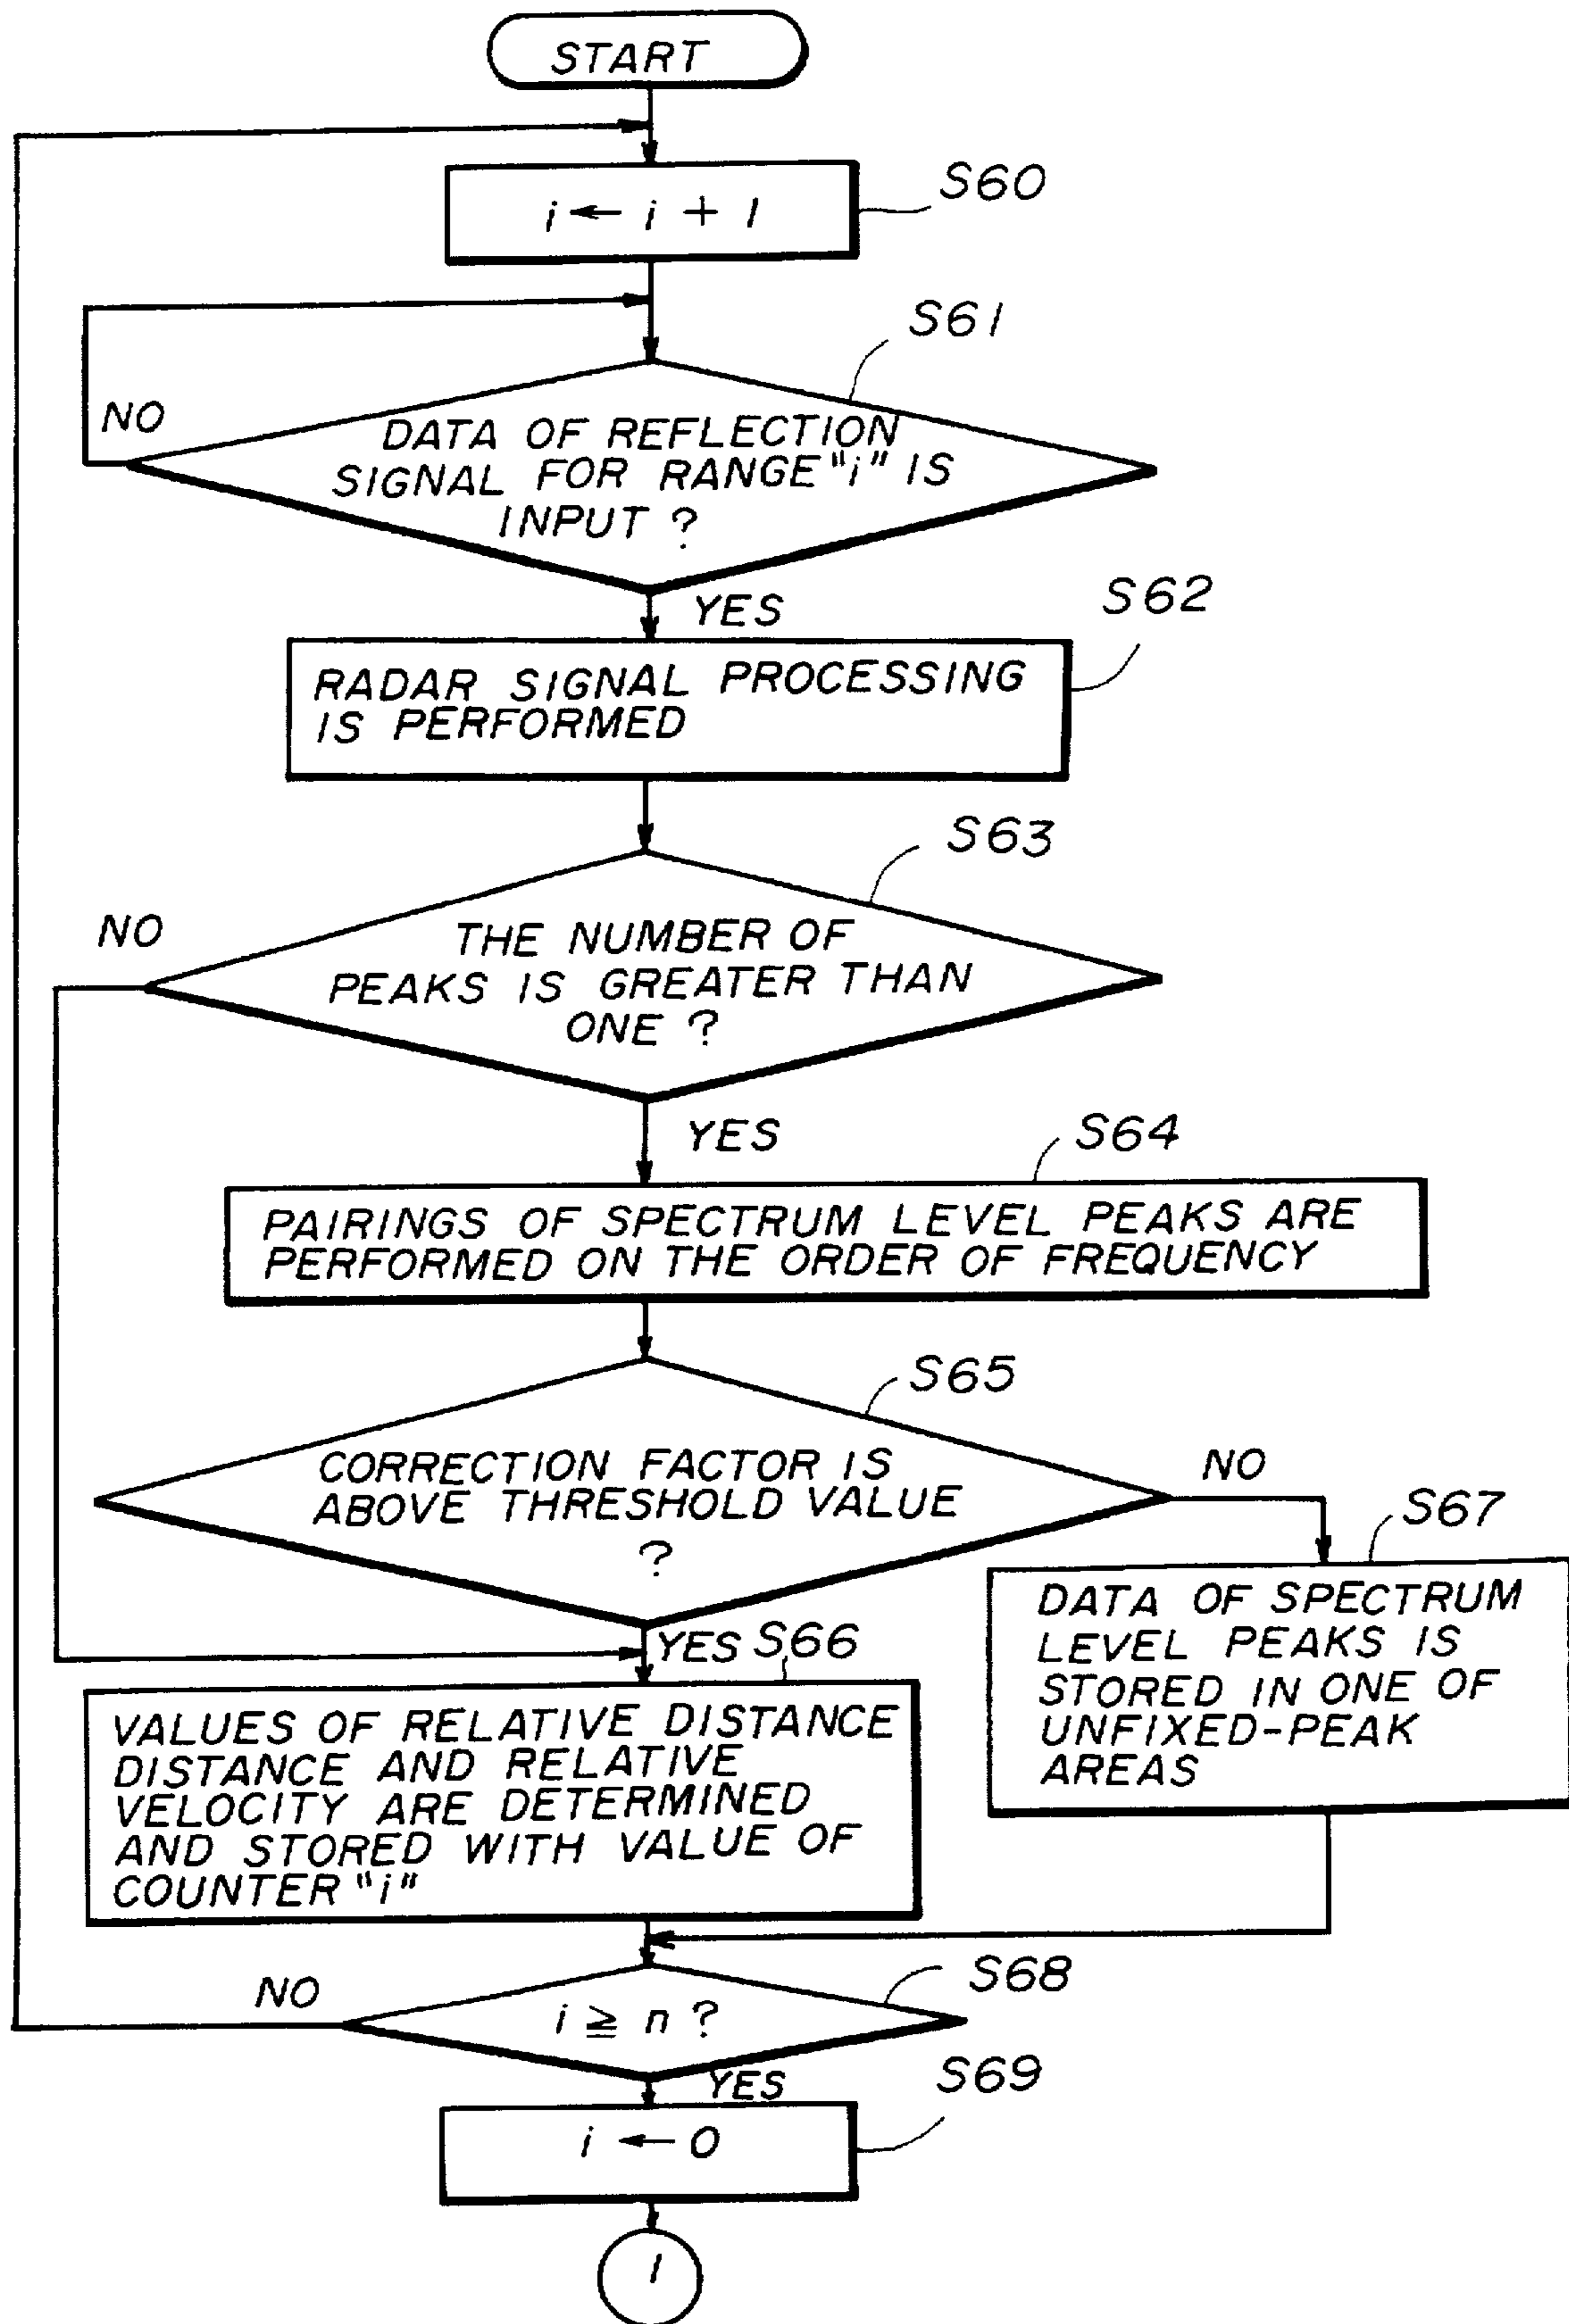 START
S60
i ← i + 1
S61
NO
DATA OF REFLECTION
SIGNAL FOR RANGE "i" IS
INPUT ?
YES
S62
RADAR SIGNAL PROCESSING
IS PERFORMED
S63
NO
THE NUMBER OF
PEAKS IS GREATER THAN
ONE ?
YES
S64
PAIRINGS OF SPECTRUM LEVEL PEAKS ARE
PERFORMED ON THE ORDER OF FREQUENCY
S65
CORRECTION FACTOR IS
ABOVE THRESHOLD VALUE
?
NO
S67
DATA OF SPECTRUM
LEVEL PEAKS IS
STORED IN ONE OF
UNFIXED-PEAK
AREAS
YES
S66
VALUES OF RELATIVE DISTANCE
DISTANCE AND RELATIVE
VELOCITY ARE DETERMINED
AND STORED WITH VALUE OF
COUNTER "i"
S68
NO
i ≧ n ?
YES
S69
i ← 0
1